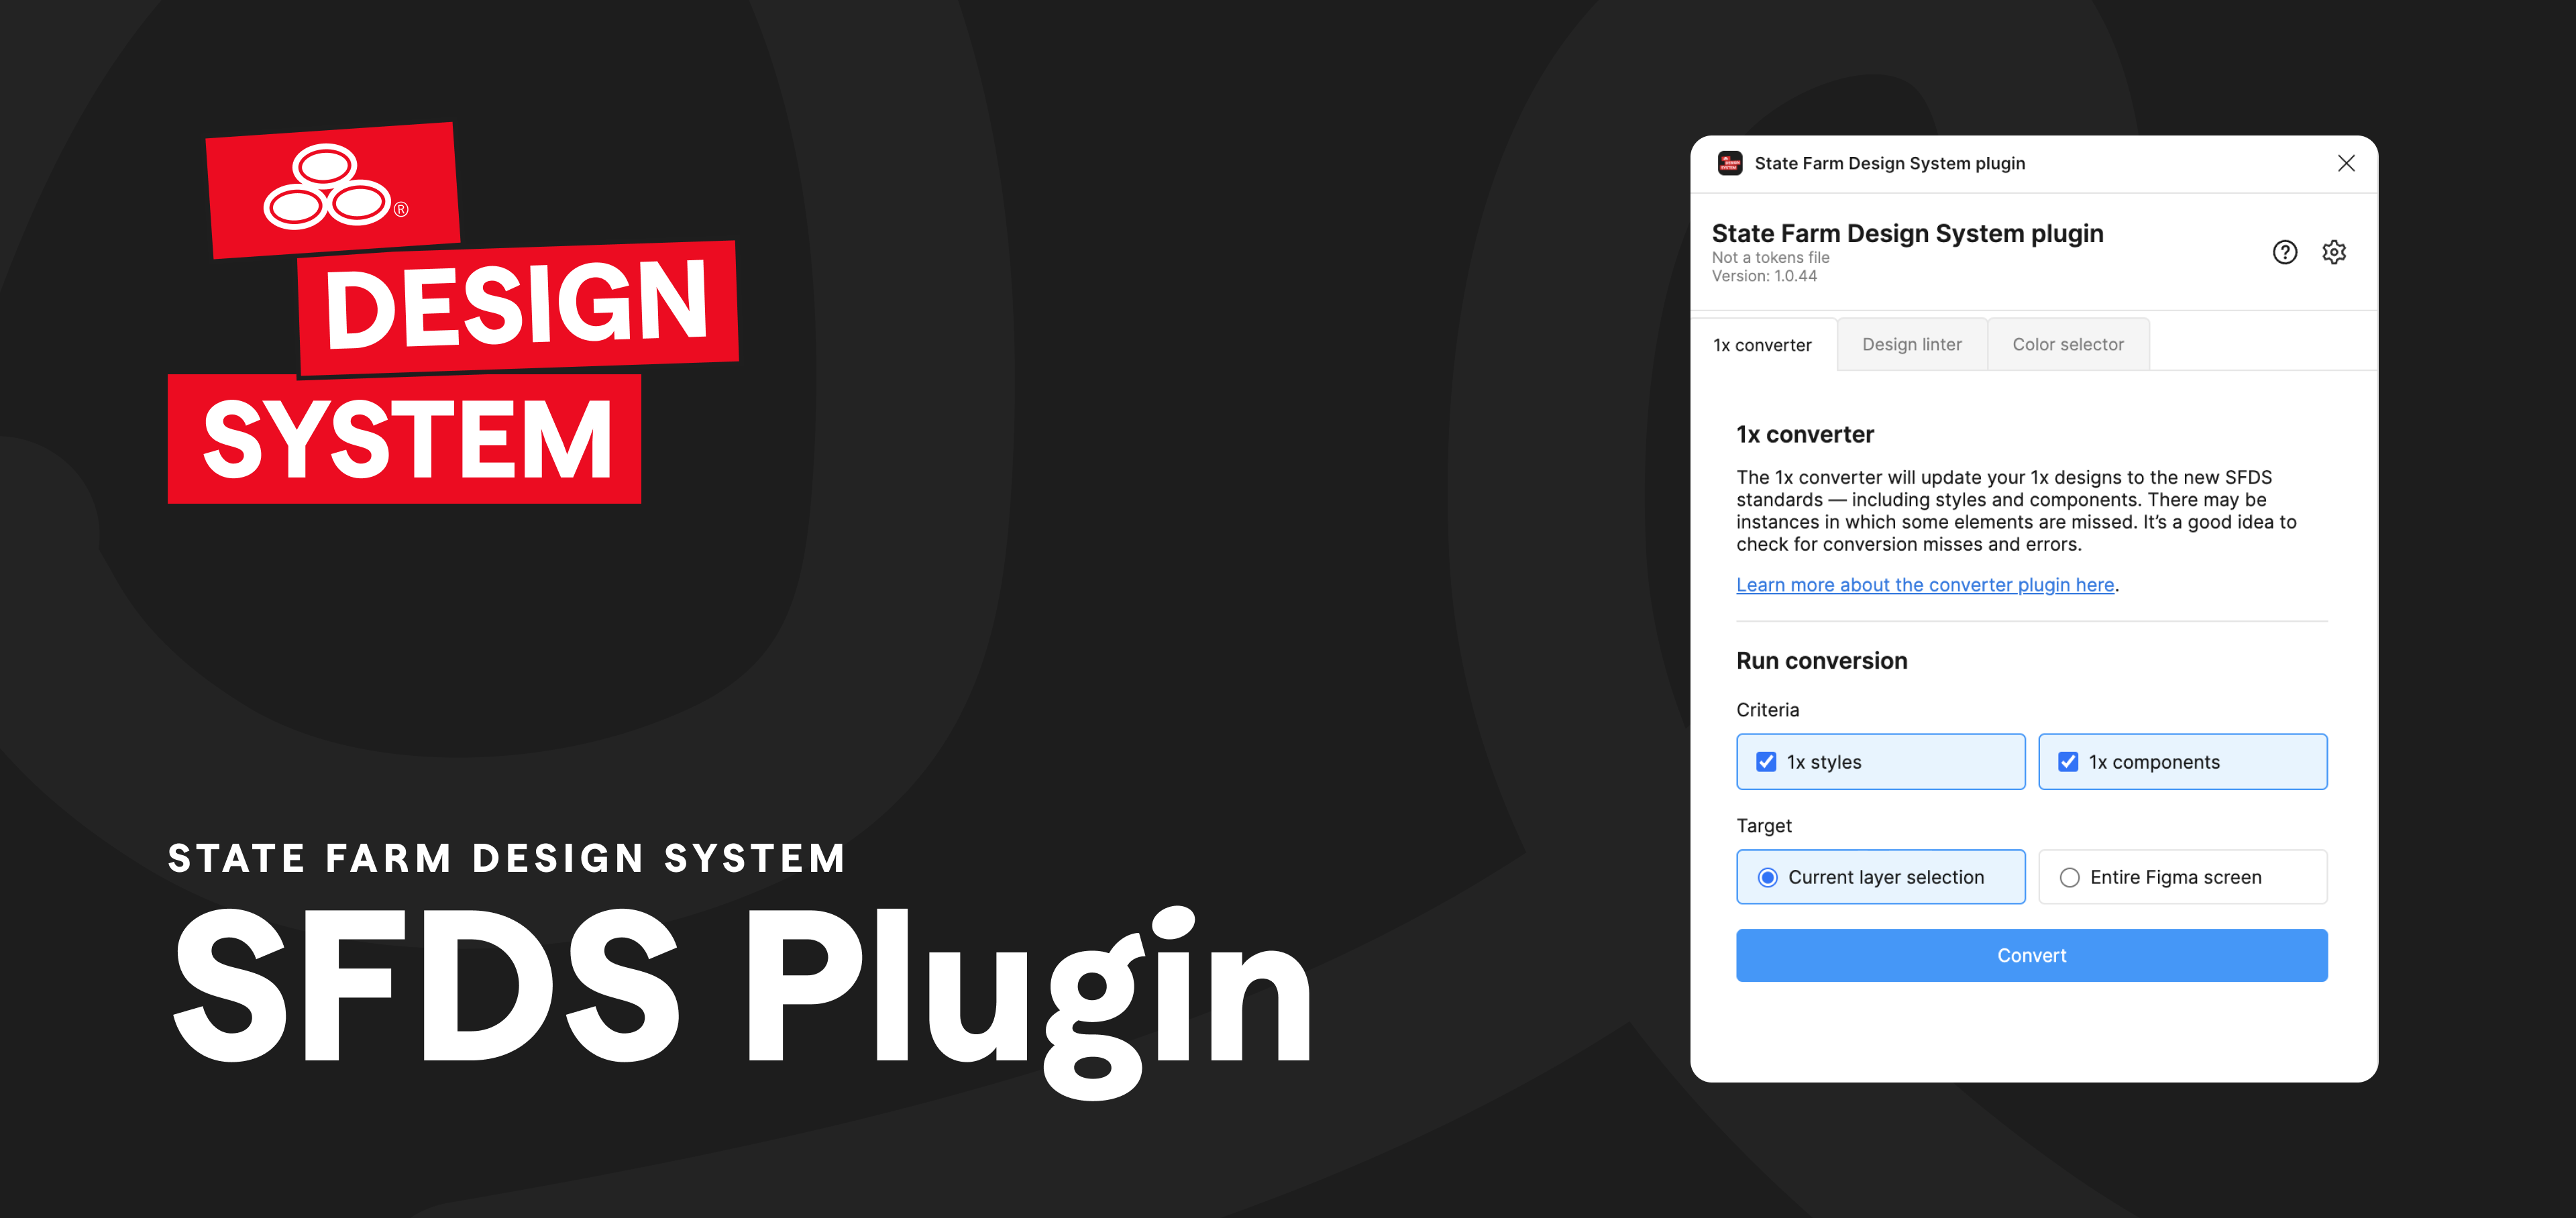 ®
DESIGN
SYSTEM
STATE FARM DESIGN SYSTEM
SFDS Plugin
State Farm Design System plugin
State Farm Design System plugin
Not a tokens file
Version: 1.0.44
1x converter
Design linter
Color selector
1x converter
The 1x converter will update your 1x designs to the new SFDS
standards — including styles and components. There may be
instances in which some elements are missed. It’s a good idea to
check for conversion misses and errors.
Learn more about the converter plugin here.
Run conversion
Criteria
1x styles
1x components
Target
Current layer selection
Entire Figma screen
Convert